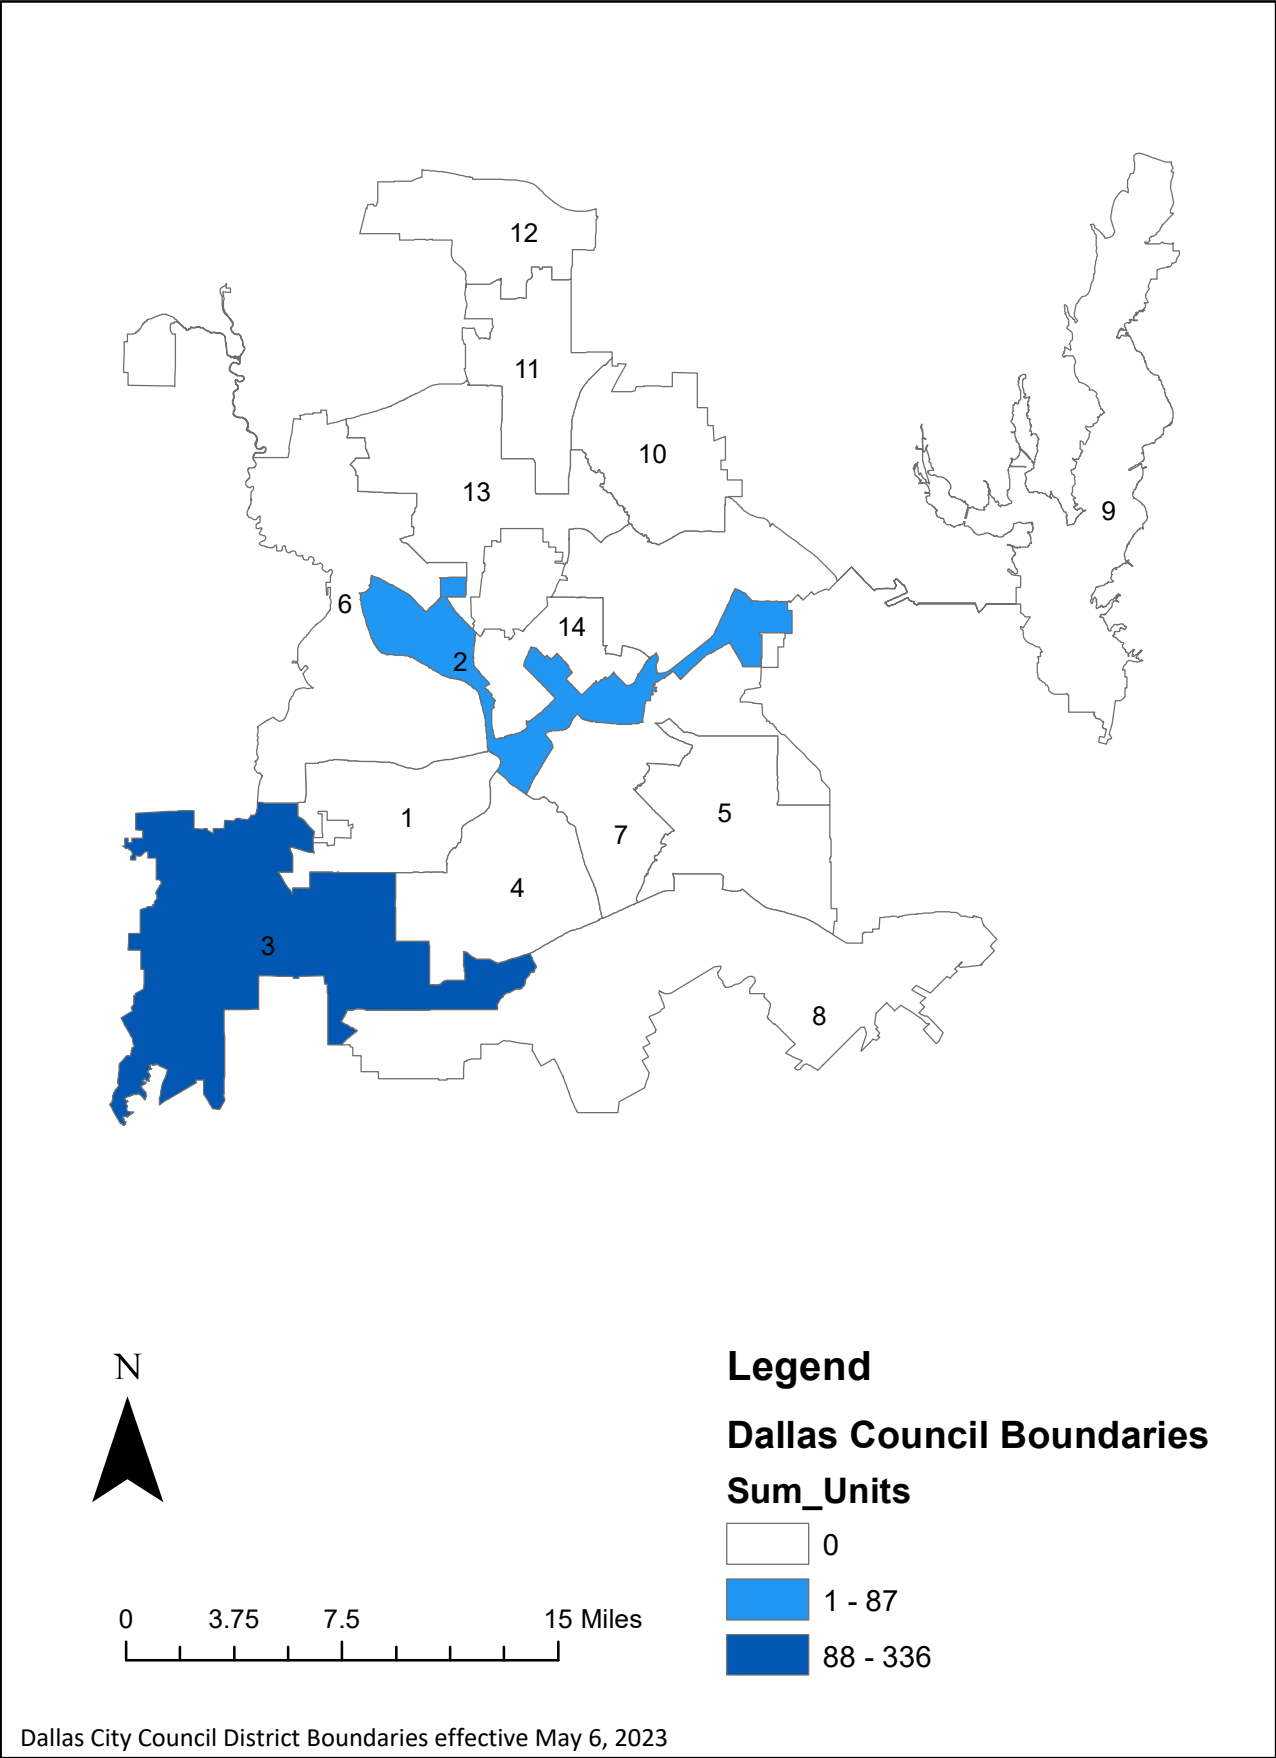 12
11
10
13
9
6
14
2
1
5
7
4
3
8
N
Legend
Dallas Council Boundaries
Sum_Units
0
1 - 87
88 - 336
0 3.75 7.5 15 Miles
Dallas City Council District Boundaries effective May 6, 2023